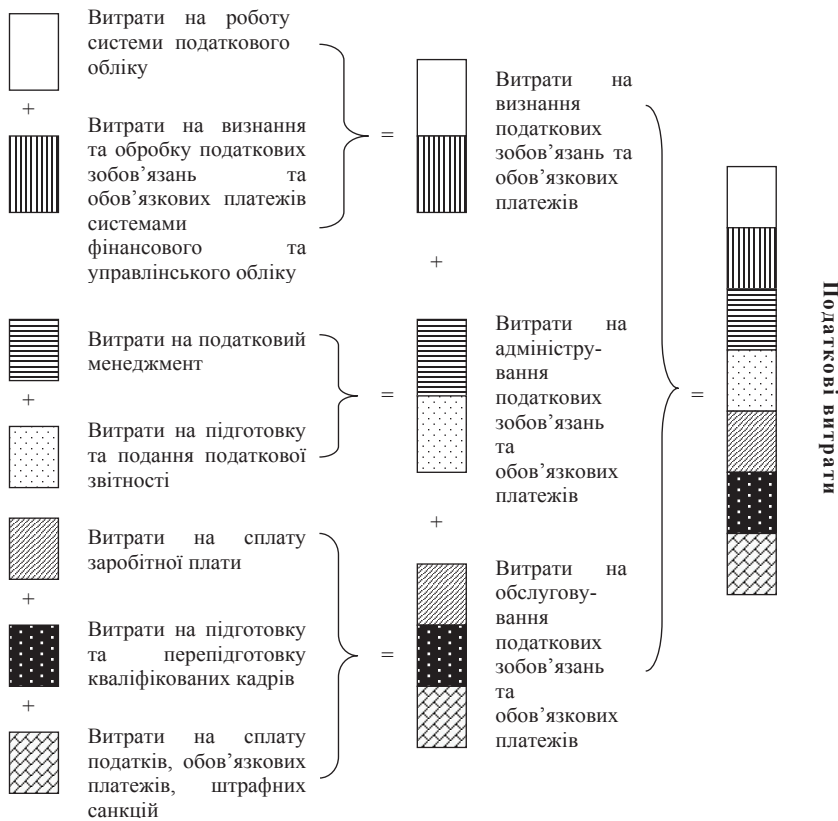 Витрати на роботу
системи податкового
обліку
+
Витрати на визнання
та обробку податкових
зобов’язань та
обов’язкових платежів
системами
фінансового та
управлінського обліку
=
Витрати на
визнання
податкових
зобов’язань та
обов’язкових
платежів
+
Витрати на податковий
менеджмент
+
Витрати на підготовку
та подання податкової
звітності
=
Витрати на
адміністру-
вання
податкових
зобов’язань
та
обов’язкових
платежів
+
Витрати на сплату
заробітної плати
+
Витрати на підготовку
та перепідготовку
кваліфікованих кадрів
+
Витрати на сплату
податків, обов’язкових
платежів, штрафних
санкцій
=
Витрати на
обслугову-
вання
податкових
зобов’язань
та
обов’язкових
платежів
=
Податкові витрати